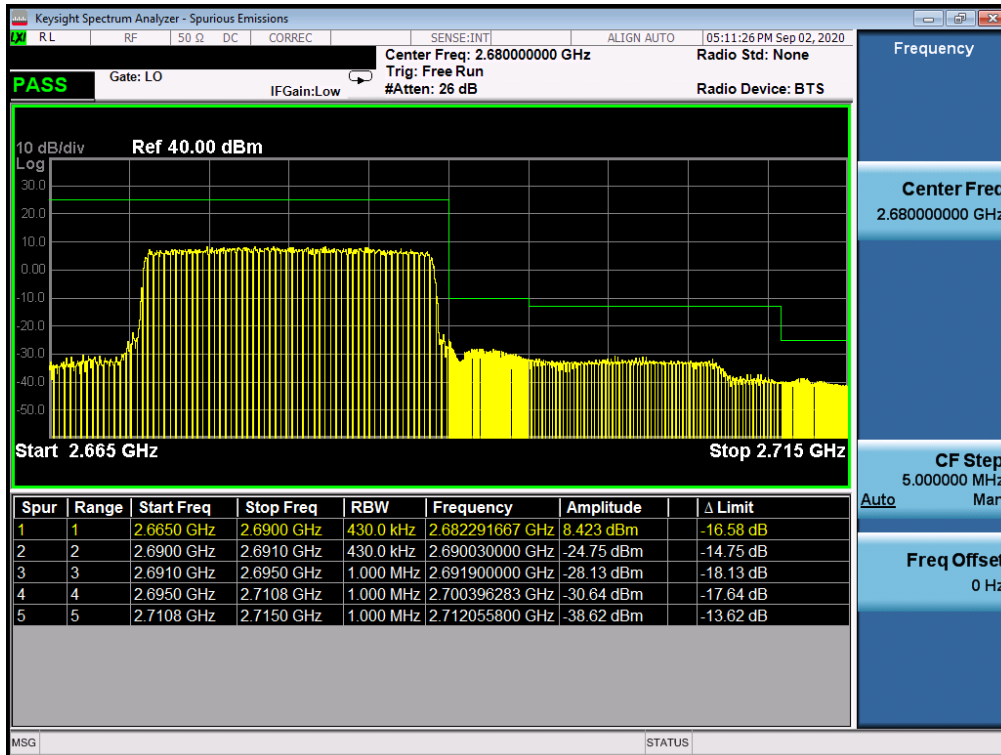 Keysight Spectrum Analyzer - Spurious Emissions
LXI RL RF 50 Ω DC CORREC SENSE:INT ALIGN AUTO 05:11:26 PM Sep 02, 2020
Center Freq: 2.680000000 GHz Radio Std: None
PASS Gate: LO Trig: Free Run
IFGain:Low #Atten: 26 dB Radio Device: BTS
10 dB/div Ref 40.00 dBm
Log
30.0
20.0
10.0
0.00
-10.0
-20.0
-30.0
-40.0
-50.0
Start 2.665 GHz Stop 2.715 GHz
Spur Range Start Freq Stop Freq RBW Frequency Amplitude Δ Limit
1 1 2.6650 GHz 2.6900 GHz 430.0 kHz 2.682291667 GHz 8.423 dBm -16.58 dB
2 2 2.6900 GHz 2.6910 GHz 430.0 kHz 2.690030000 GHz -24.75 dBm -14.75 dB
3 3 2.6910 GHz 2.6950 GHz 1.000 MHz 2.691900000 GHz -28.13 dBm -18.13 dB
4 4 2.6950 GHz 2.7108 GHz 1.000 MHz 2.700396283 GHz -30.64 dBm -17.64 dB
5 5 2.7108 GHz 2.7150 GHz 1.000 MHz 2.712055800 GHz -38.62 dBm -13.62 dB
MSG STATUS
Frequency
Center Freq
2.680000000 GHz
CF Step
5.000000 MHz
Auto Man
Freq Offset
0 Hz